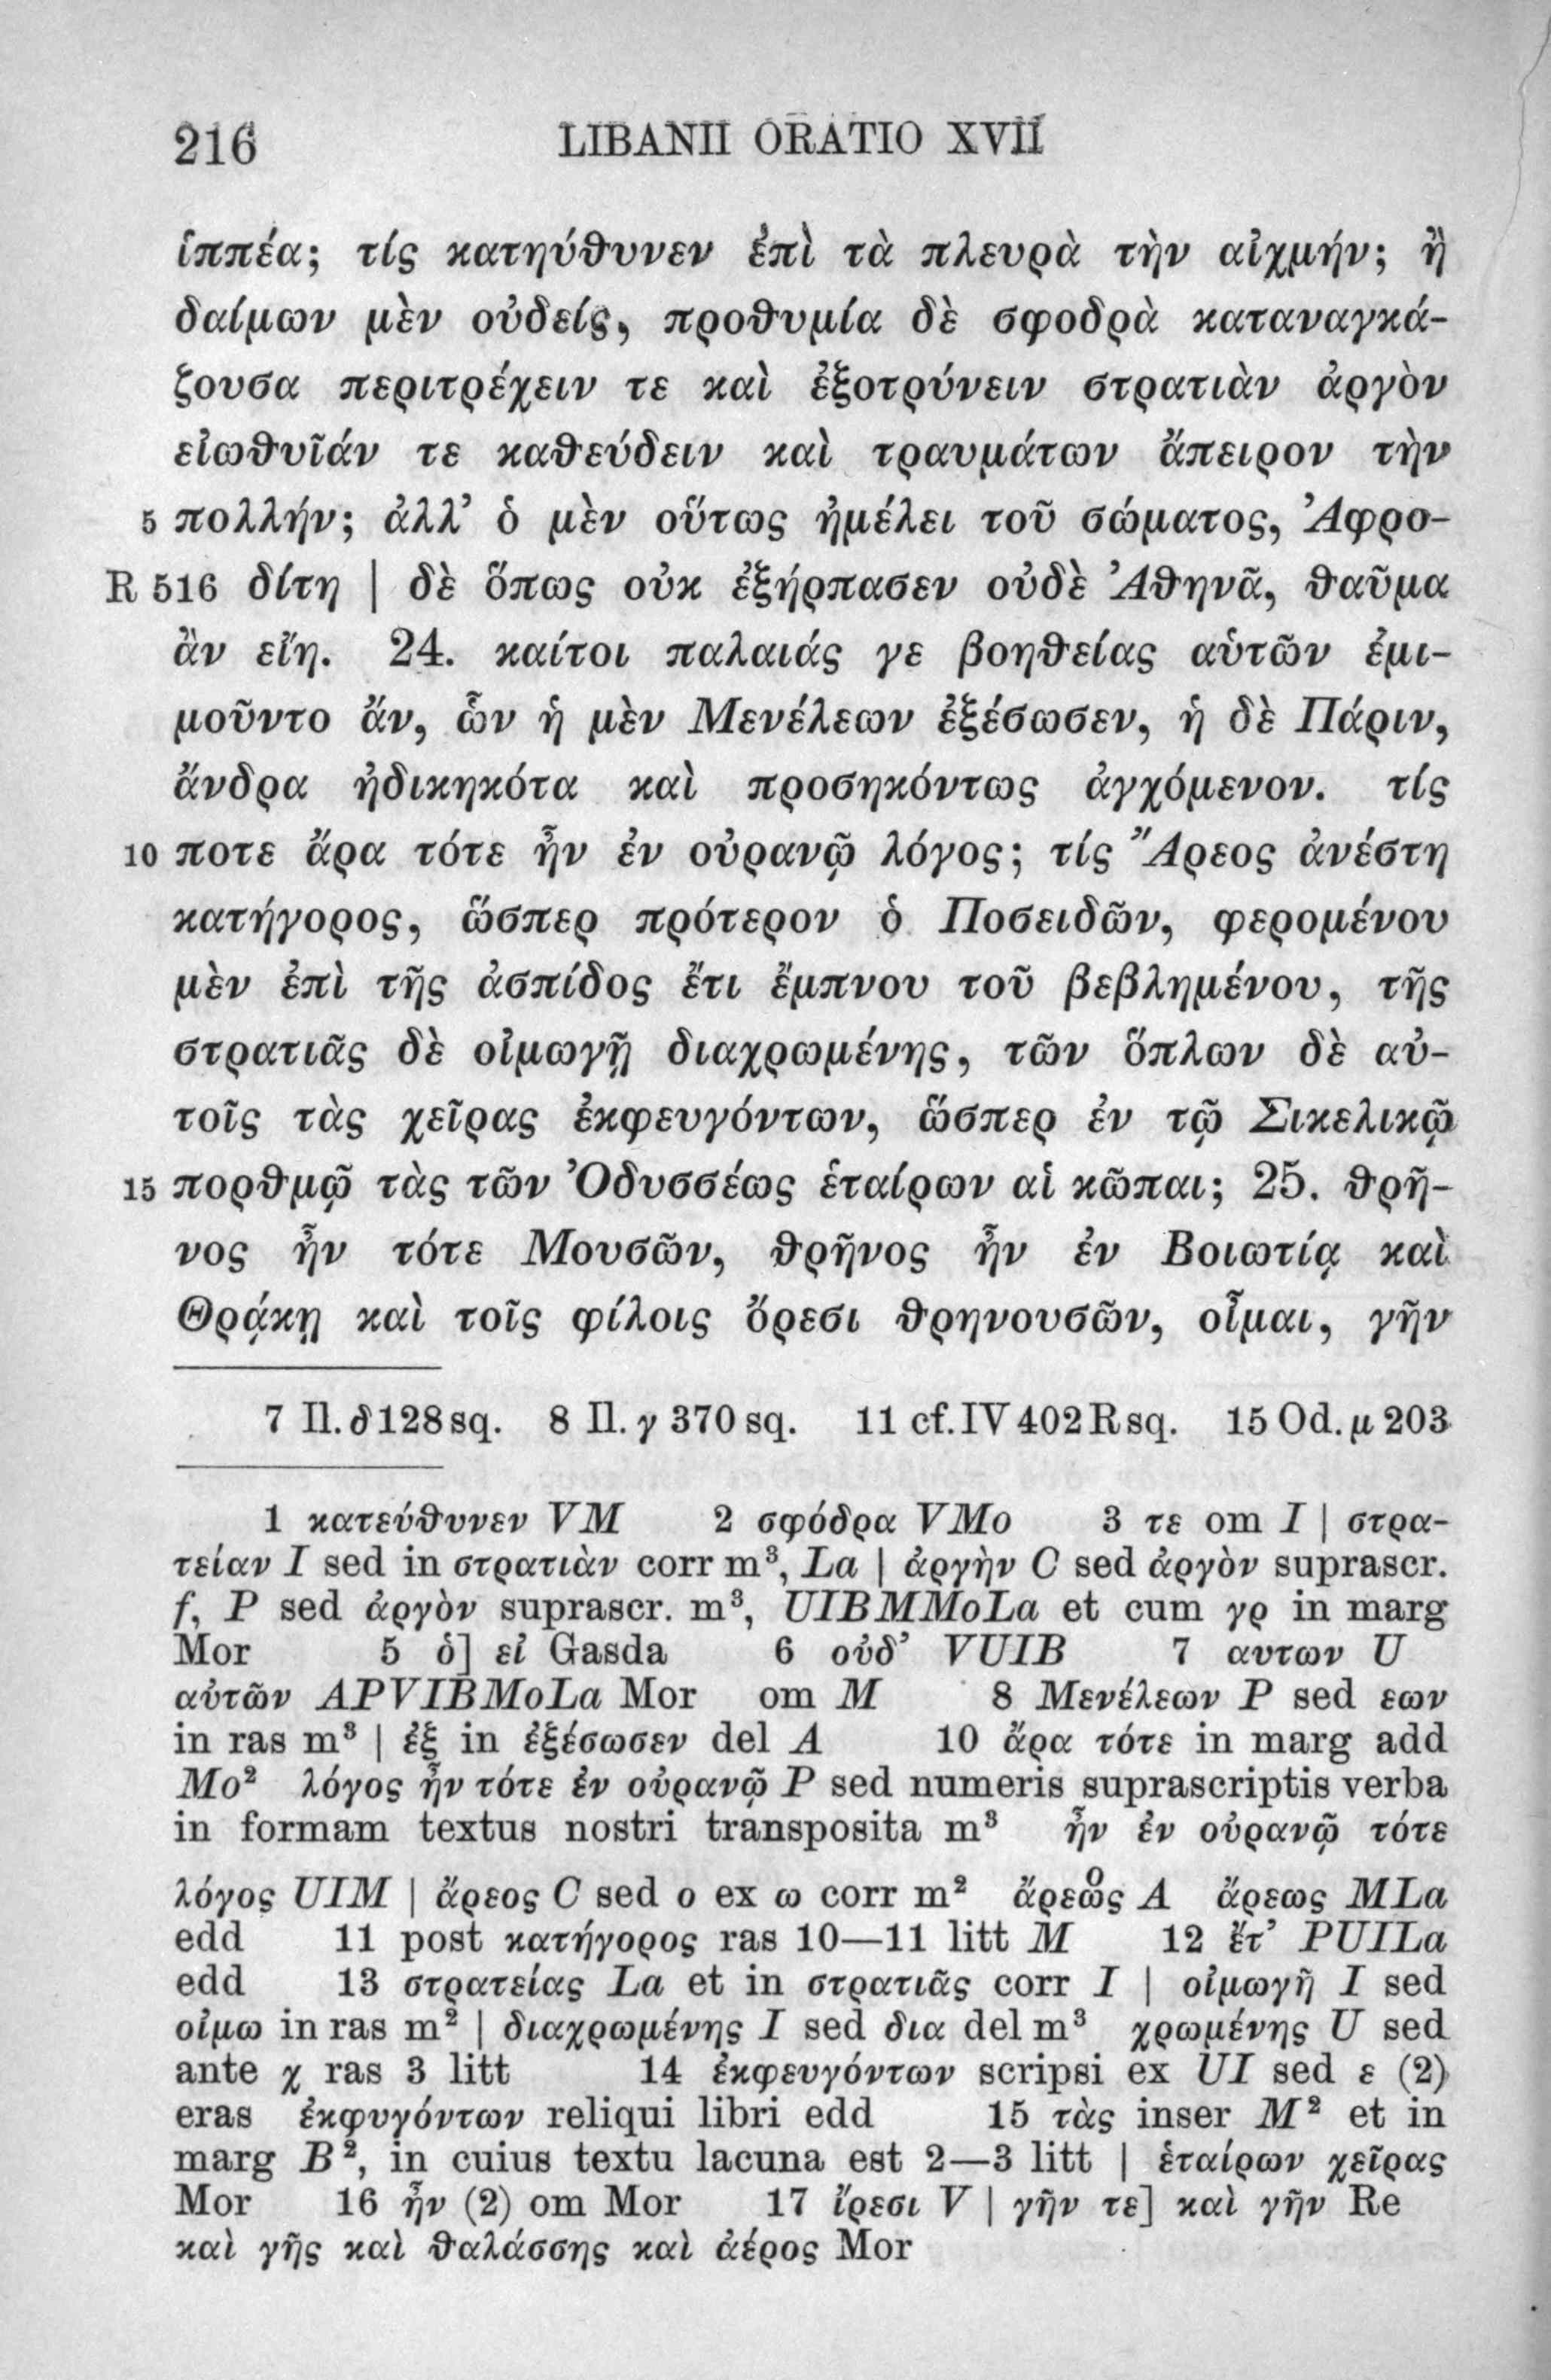 216 LIBANII ORATIO XVII
ἱππέα; τίς κατηύθυνεν ἐπὶ τὰ πλευρὰ τὴν αἰχμήν; ἢ
δαίμων μὲν οὐδείς, προθυμία δὲ σφοδρὰ καταναγκά-
ζουσα περιτρέχειν τε καὶ ἐξοτρύνειν στρατιὰν ἀργὸν
εἰωθυῖάν τε καθεύδειν καὶ τραυμάτων ἄπειρον τὴν
5 πολλήν; ἀλλ’ ὁ μὲν οὕτως ἠμέλει τοῦ σώματος, Ἀφρο-
R 516 δίτη | δὲ ὅπως οὐκ ἐξήρπασεν οὐδὲ Ἀθηνᾶ, θαῦμα
ἂν εἴη. 24. καίτοι παλαιάς γε βοηθείας αὑτῶν ἐμι-
μοῦντο ἄν, ὧν ἡ μὲν Μενέλεων ἐξέσωσεν, ἡ δὲ Πάριν,
ἄνδρα ἠδικηκότα καὶ προσηκόντως ἀγχόμενον. τίς
10 ποτε ἄρα τότε ἦν ἐν οὐρανῷ λόγος; τίς Ἄρεος ἀνέστη
κατήγορος, ὥσπερ πρότερον ὁ Ποσειδῶν, φερομένου
μὲν ἐπὶ τῆς ἀσπίδος ἔτι ἔμπνου τοῦ βεβλημένου, τῆς
στρατιᾶς δὲ οἰμωγῇ διαχρωμένης, τῶν ὅπλων δὲ αὐ-
τοῖς τὰς χεῖρας ἐκφευγόντων, ὥσπερ ἐν τῷ Σικελικῷ
15 πορθμῷ τὰς τῶν Ὀδυσσέως ἑταίρων αἱ κῶπαι; 25. θρῆ-
νος ἦν τότε Μουσῶν, θρῆνος ἦν ἐν Βοιωτίᾳ καὶ
Θρᾴκῃ καὶ τοῖς φίλοις ὄρεσι θρηνουσῶν, οἶμαι, γῆν
7 Il. δ 128 sq. 8 Il. γ 370 sq. 11 cf. IV 402 R sq. 15 Od. μ 203
1 κατεύθυνεν VM 2 σφόδρα VMo 3 τε om I | στρα-
τείαν I sed in στρατιὰν corr m³, La | ἀργὴν C sed ἀργὸν suprascr.
f, P sed ἀργὸν suprascr. m³, UIBMMoLa et cum γρ in marg
Mor 5 ὁ] εἰ Gasda 6 οὐδ’ VUIB 7 αυτων U
αὐτῶν APVIBMoLa Mor om M 8 Μενέλεων P sed εων
in ras m³ | ἐξ in ἐξέσωσεν del A 10 ἄρα τότε in marg add
Mo² λόγος ἦν τότε ἐν οὐρανῷ P sed numeris suprascriptis verba
in formam textus nostri transposita m³ ἦν ἐν οὐρανῷ τότε
λόγος UIM | ἄρεος C sed ο ex ω corr m² ἄρεω̊ς A ἄρεως MLa
edd 11 post κατήγορος ras 10—11 litt M 12 ἔτ’ PUILa
edd 13 στρατείας La et in στρατιᾶς corr I | οἰμωγῆ I sed
οἰμω in ras m² | διαχρωμένης I sed δια del m³ χρωμένης U sed
ante χ ras 3 litt 14 ἐκφευγόντων scripsi ex UI sed ε (2)
eras ἐκφυγόντων reliqui libri edd 15 τὰς inser M² et in
marg B², in cuius textu lacuna est 2—3 litt | ἑταίρων χεῖρας
Mor 16 ἦν (2) om Mor 17 ἴρεσι V | γῆν τε] καὶ γῆν Re
καὶ γῆς καὶ θαλάσσης καὶ ἀέρος Mor